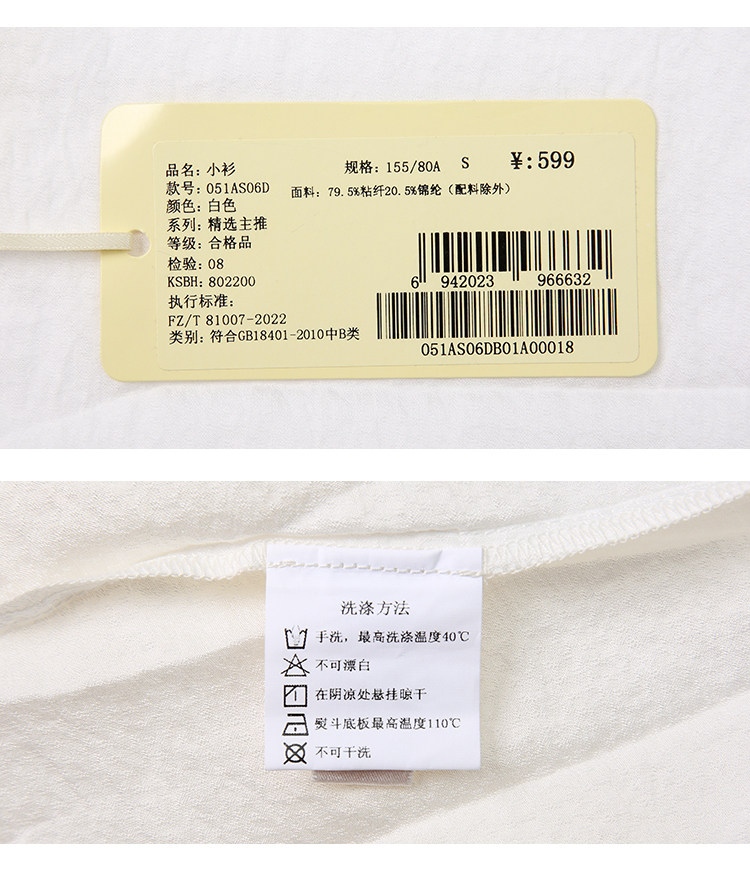 品名: 小衫
规格: 155/80A S ¥:599
款号: 051AS06D
面料: 79.5%粘纤20.5%锦纶（配料除外）
颜色: 白色
系列: 精选主推
等级: 合格品
检验: 08
KSBH: 802200
执行标准:
FZ/T 81007-2022
类别: 符合GB18401-2010中B类
6 942023 966632
051AS06DB01A00018
洗涤方法
手洗，最高洗涤温度40℃
不可漂白
在阴凉处悬挂晾干
熨斗底板最高温度110℃
不可干洗